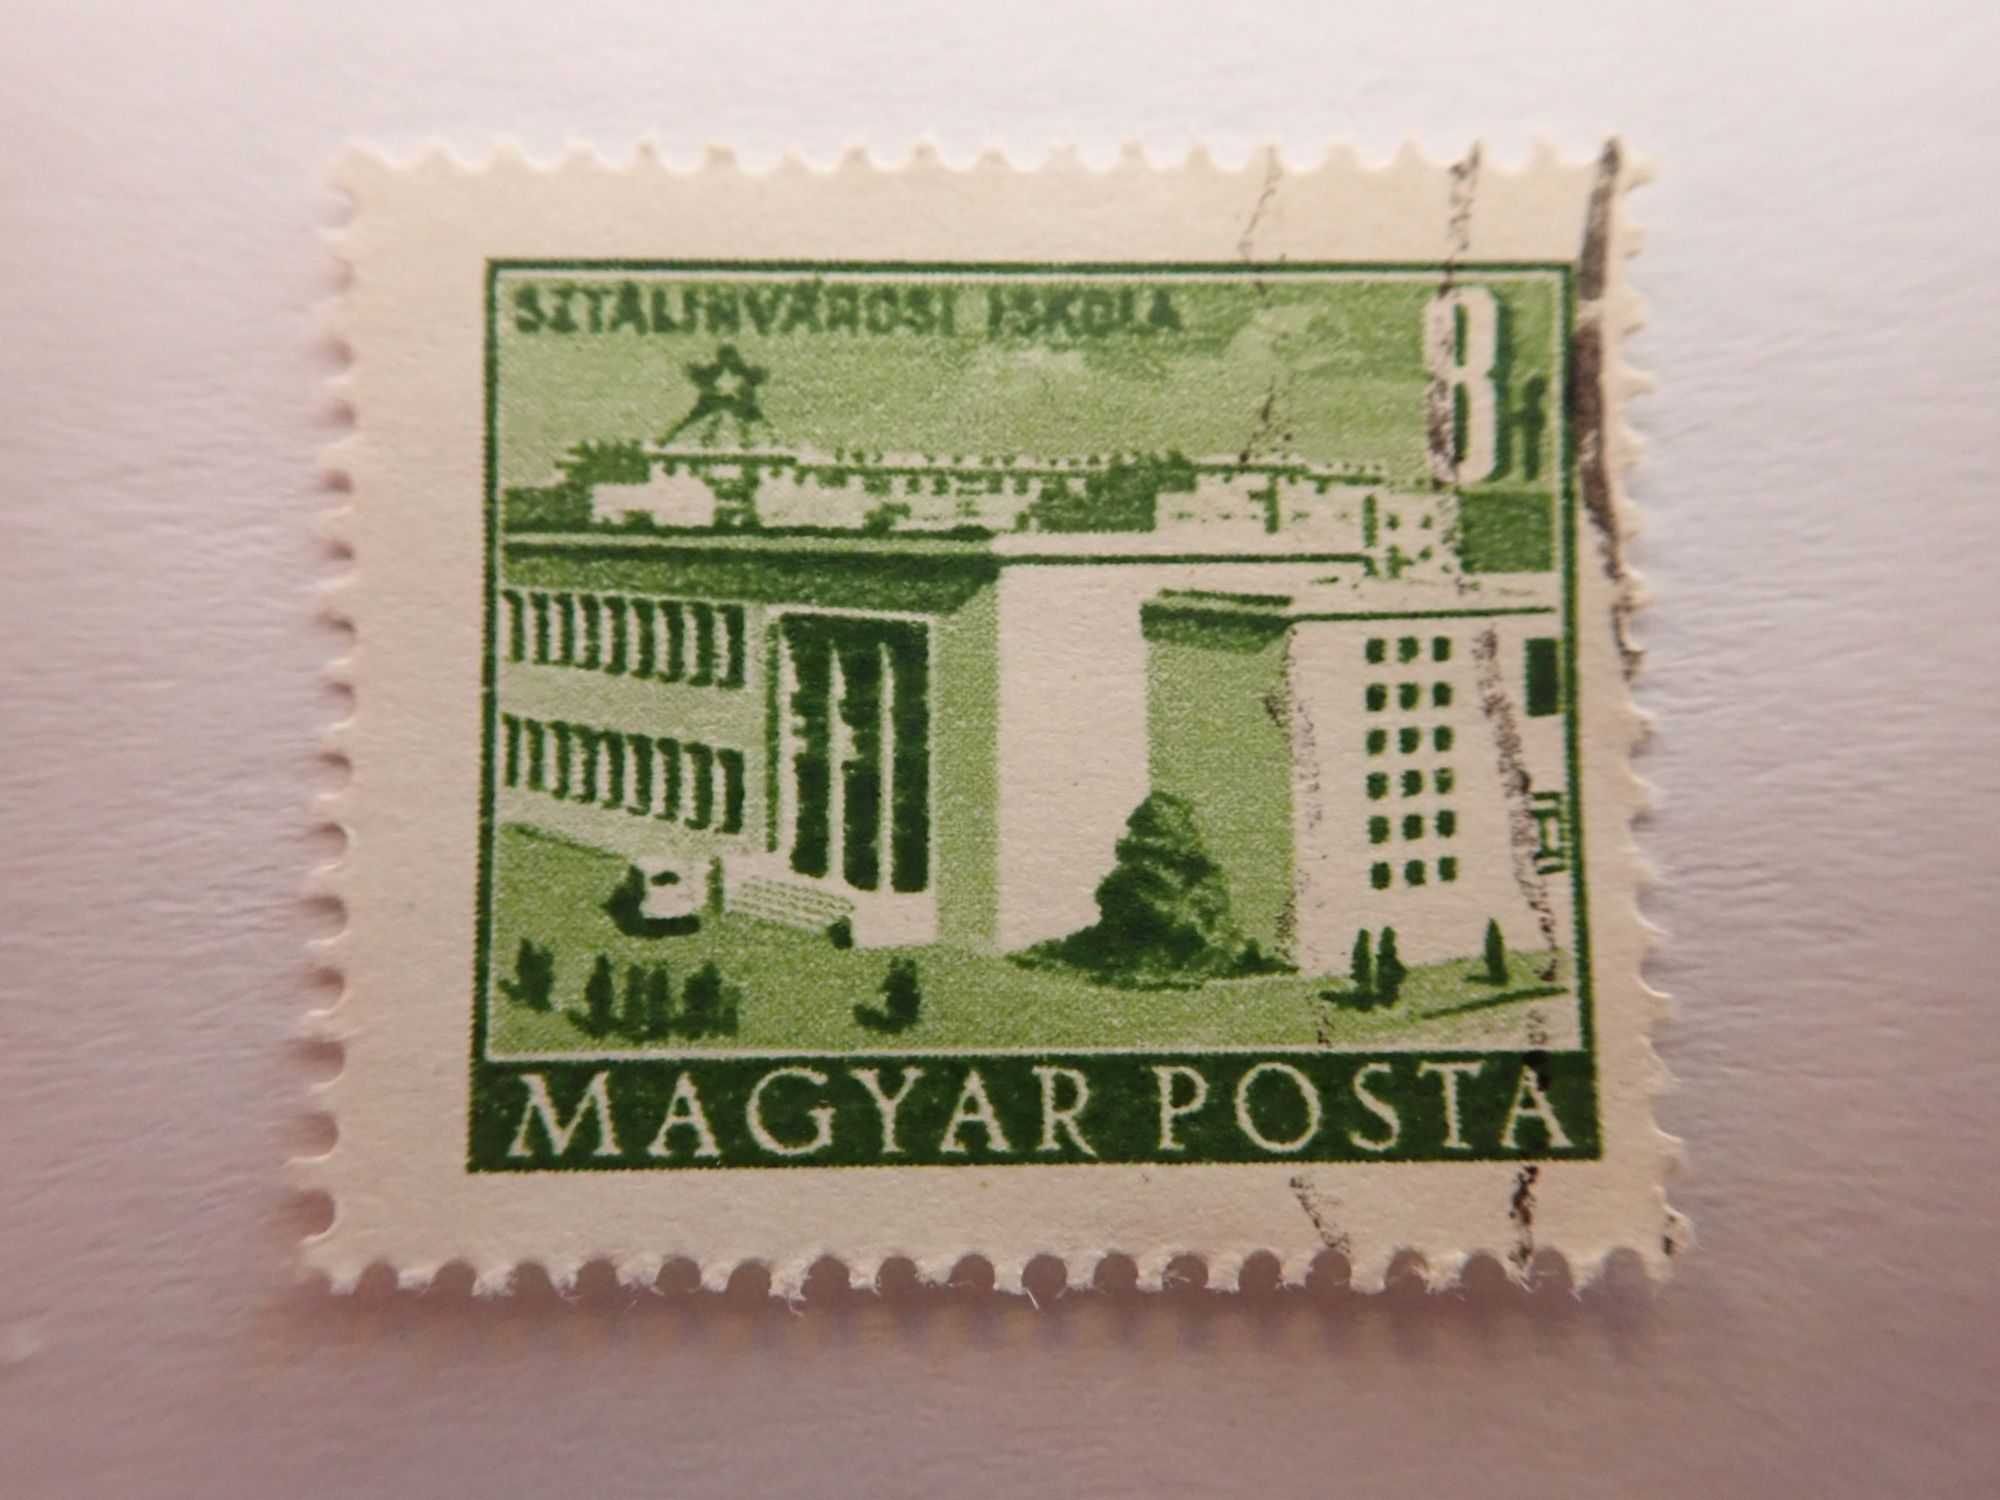 SZTÁLINVÁROSI ISKOLA
8 f
MAGYAR POSTA